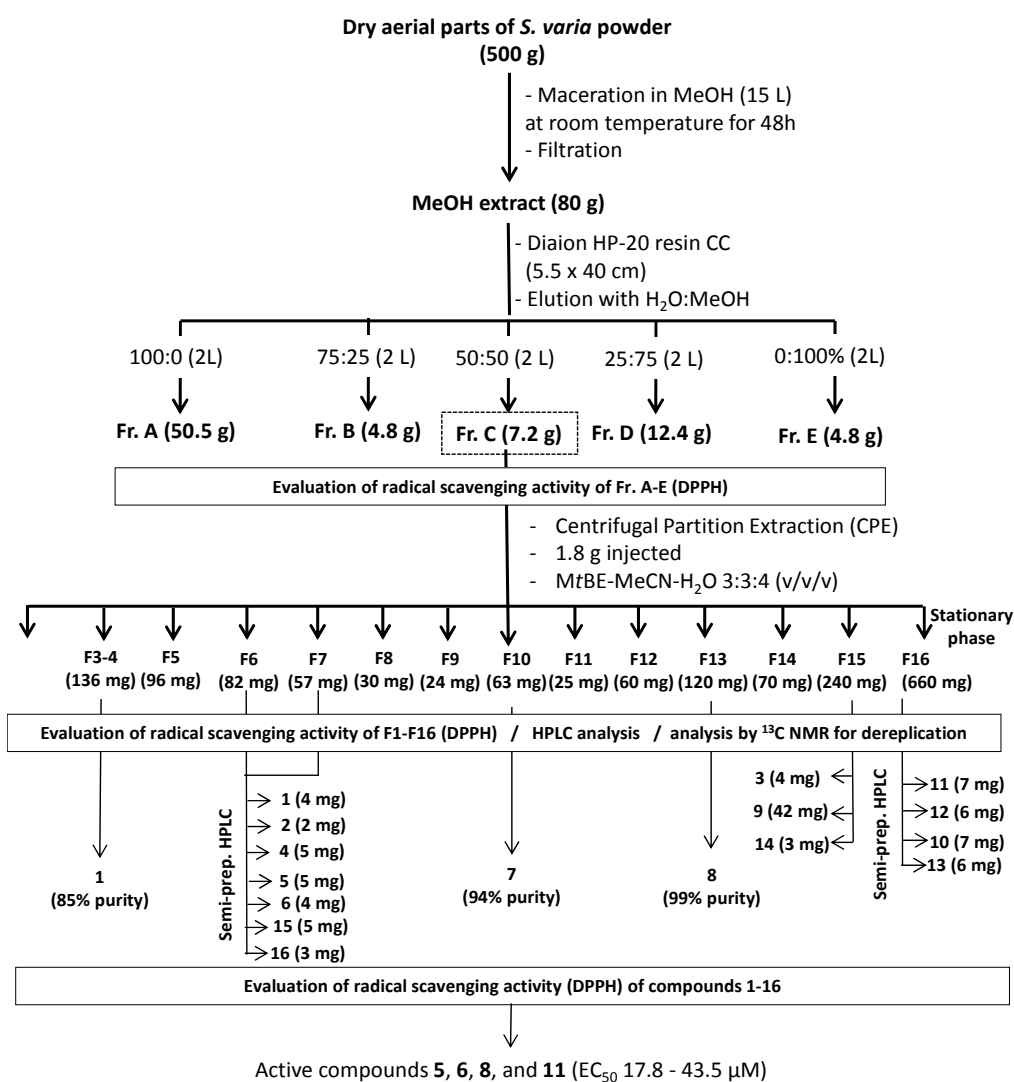 Dry aerial parts of S. varia powder
(500 g)
- Maceration in MeOH (15 L)
at room temperature for 48h
- Filtration
MeOH extract (80 g)
- Diaion HP-20 resin CC
(5.5 x 40 cm)
- Elution with H₂O:MeOH
100:0 (2L) 75:25 (2 L) 50:50 (2 L) 25:75 (2 L) 0:100% (2L)
Fr. A (50.5 g) Fr. B (4.8 g) Fr. C (7.2 g) Fr. D (12.4 g) Fr. E (4.8 g)
Evaluation of radical scavenging activity of Fr. A-E (DPPH)
- Centrifugal Partition Extraction (CPE)
- 1.8 g injected
- MtBE-MeCN-H₂O 3:3:4 (v/v/v)
Stationary
phase
F3-4 F5 F6 F7 F8 F9 F10 F11 F12 F13 F14 F15 F16
(136 mg) (96 mg) (82 mg) (57 mg) (30 mg) (24 mg) (63 mg) (25 mg) (60 mg) (120 mg) (70 mg) (240 mg) (660 mg)
Evaluation of radical scavenging activity of F1-F16 (DPPH) / HPLC analysis / analysis by ¹³C NMR for dereplication
1
(85% purity)
Semi-prep. HPLC
1 (4 mg)
2 (2 mg)
4 (5 mg)
5 (5 mg)
6 (4 mg)
15 (5 mg)
16 (3 mg)
7
(94% purity)
8
(99% purity)
3 (4 mg)
9 (42 mg)
14 (3 mg)
Semi-prep. HPLC
11 (7 mg)
12 (6 mg)
10 (7 mg)
13 (6 mg)
Evaluation of radical scavenging activity (DPPH) of compounds 1-16
Active compounds 5, 6, 8, and 11 (EC₅₀ 17.8 - 43.5 µM)